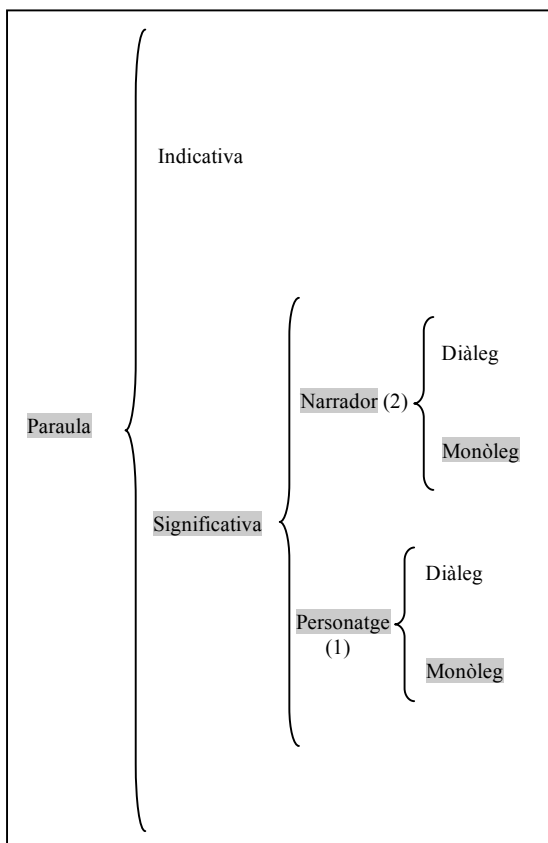 Indicativa
Diàleg
Narrador (2)
Paraula
Monòleg
Significativa
Diàleg
Personatge
(1)
Monòleg